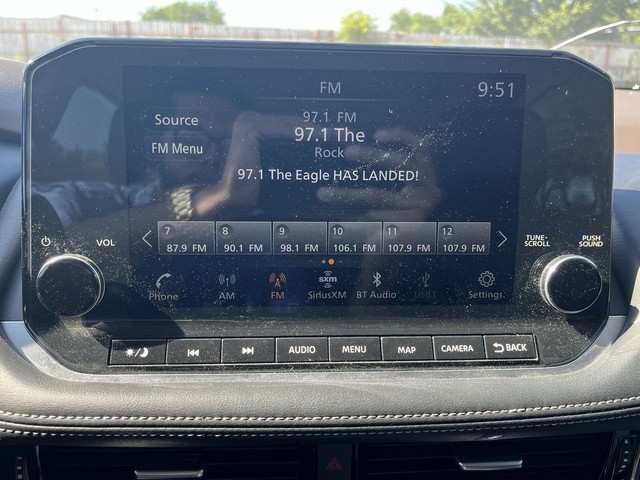 FM
9:51
Source
FM Menu
97.1 FM
97.1 The
Rock
97.1 The Eagle HAS LANDED!
7 8 9 10 11 12
87.9 FM 90.1 FM 98.1 FM 106.1 FM 107.9 FM 107.9 FM
VOL
TUNE-
SCROLL
PUSH
SOUND
Phone AM FM SiriusXM BT Audio USB1 Settings
sxm
AUDIO MENU MAP CAMERA BACK